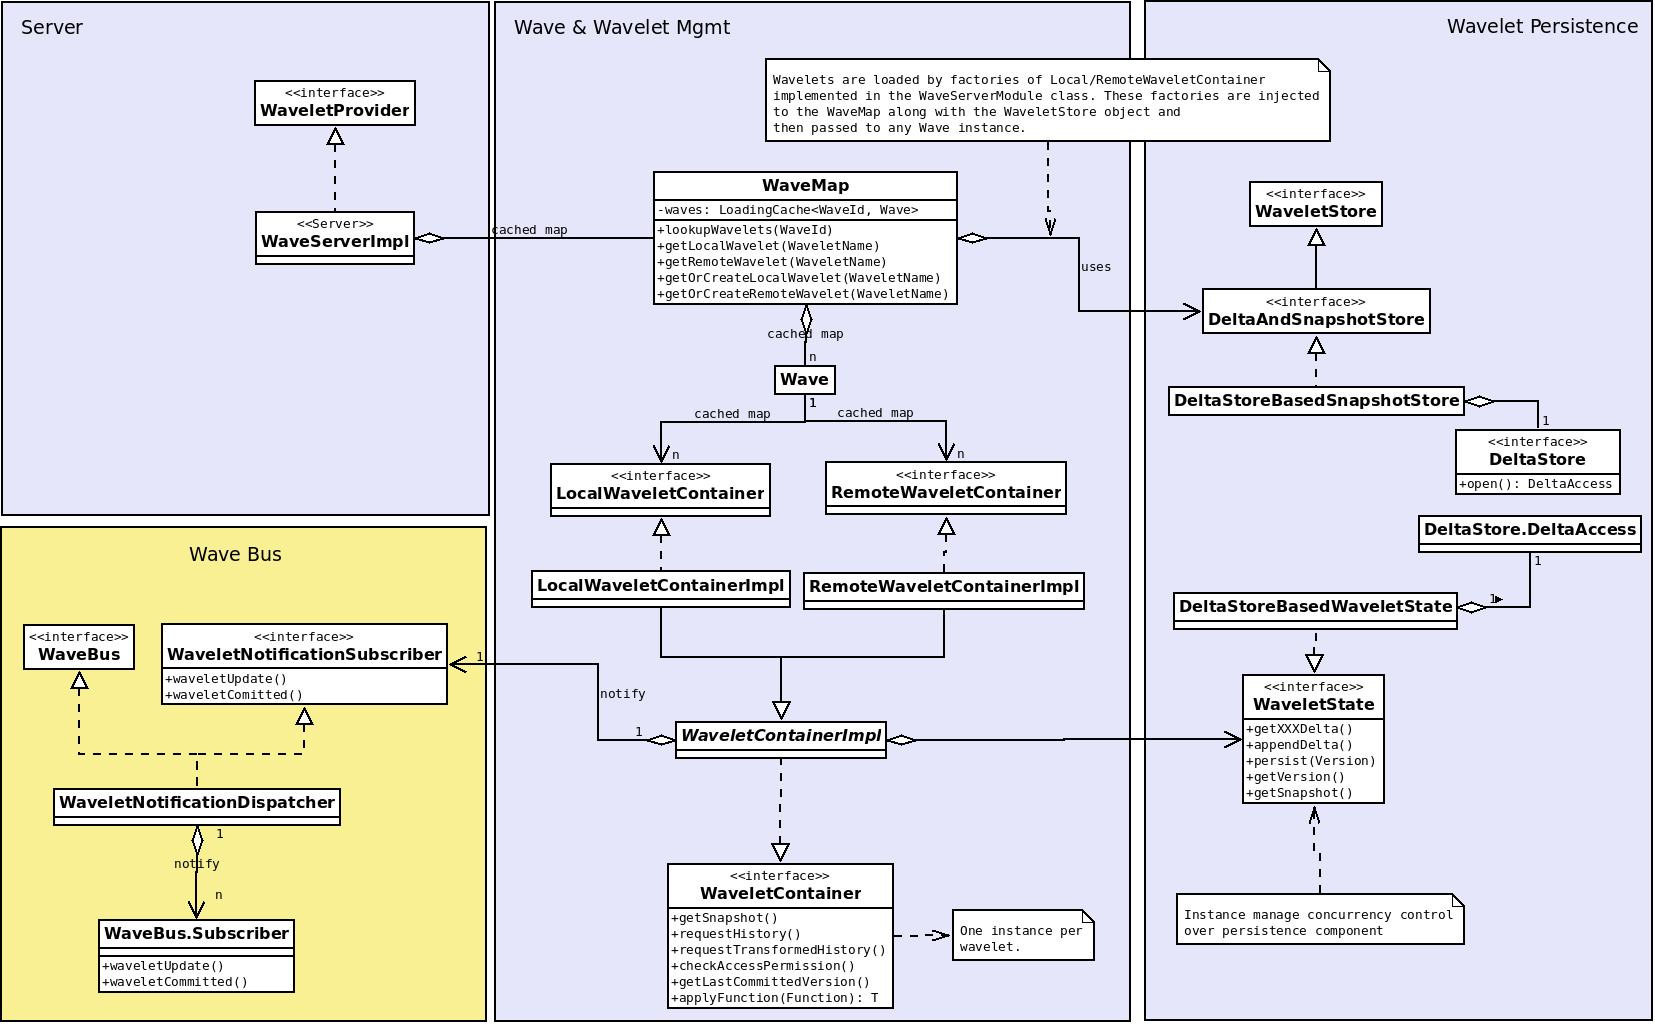 Server
<<interface>>
WaveletProvider
<<Server>>
WaveServerImpl
cached map
Wave & Wavelet Mgmt
Wavelets are loaded by factories of Local/RemoteWaveletContainer
implemented in the WaveServerModule class. These factories are injected
to the WaveMap along with the WaveletStore object and
then passed to any Wave instance.
WaveMap
-waves: LoadingCache<WaveId, Wave>
+lookupWavelets(WaveId)
+getLocalWavelet(WaveletName)
+getRemoteWavelet(WaveletName)
+getOrCreateLocalWavelet(WaveletName)
+getOrCreateRemoteWavelet(WaveletName)
uses
cached map
n
Wave
1
cached map
cached map
n
n
<<interface>>
LocalWaveletContainer
<<interface>>
RemoteWaveletContainer
LocalWaveletContainerImpl
RemoteWaveletContainerImpl
notify
1
1
WaveletContainerImpl
<<interface>>
WaveletContainer
+getSnapshot()
+requestHistory()
+requestTransformedHistory()
+checkAccessPermission()
+getLastCommittedVersion()
+applyFunction(Function): T
One instance per
wavelet.
Wavelet Persistence
<<interface>>
WaveletStore
<<interface>>
DeltaAndSnapshotStore
DeltaStoreBasedSnapshotStore
1
<<interface>>
DeltaStore
+open(): DeltaAccess
DeltaStore.DeltaAccess
1
1▶
DeltaStoreBasedWaveletState
<<interface>>
WaveletState
+getXXXDelta()
+appendDelta()
+persist(Version)
+getVersion()
+getSnapshot()
Instance manage concurrency control
over persistence component
Wave Bus
<<interface>>
WaveBus
<<interface>>
WaveletNotificationSubscriber
+waveletUpdate()
+waveletComitted()
WaveletNotificationDispatcher
1
notify
n
WaveBus.Subscriber
+waveletUpdate()
+waveletCommitted()